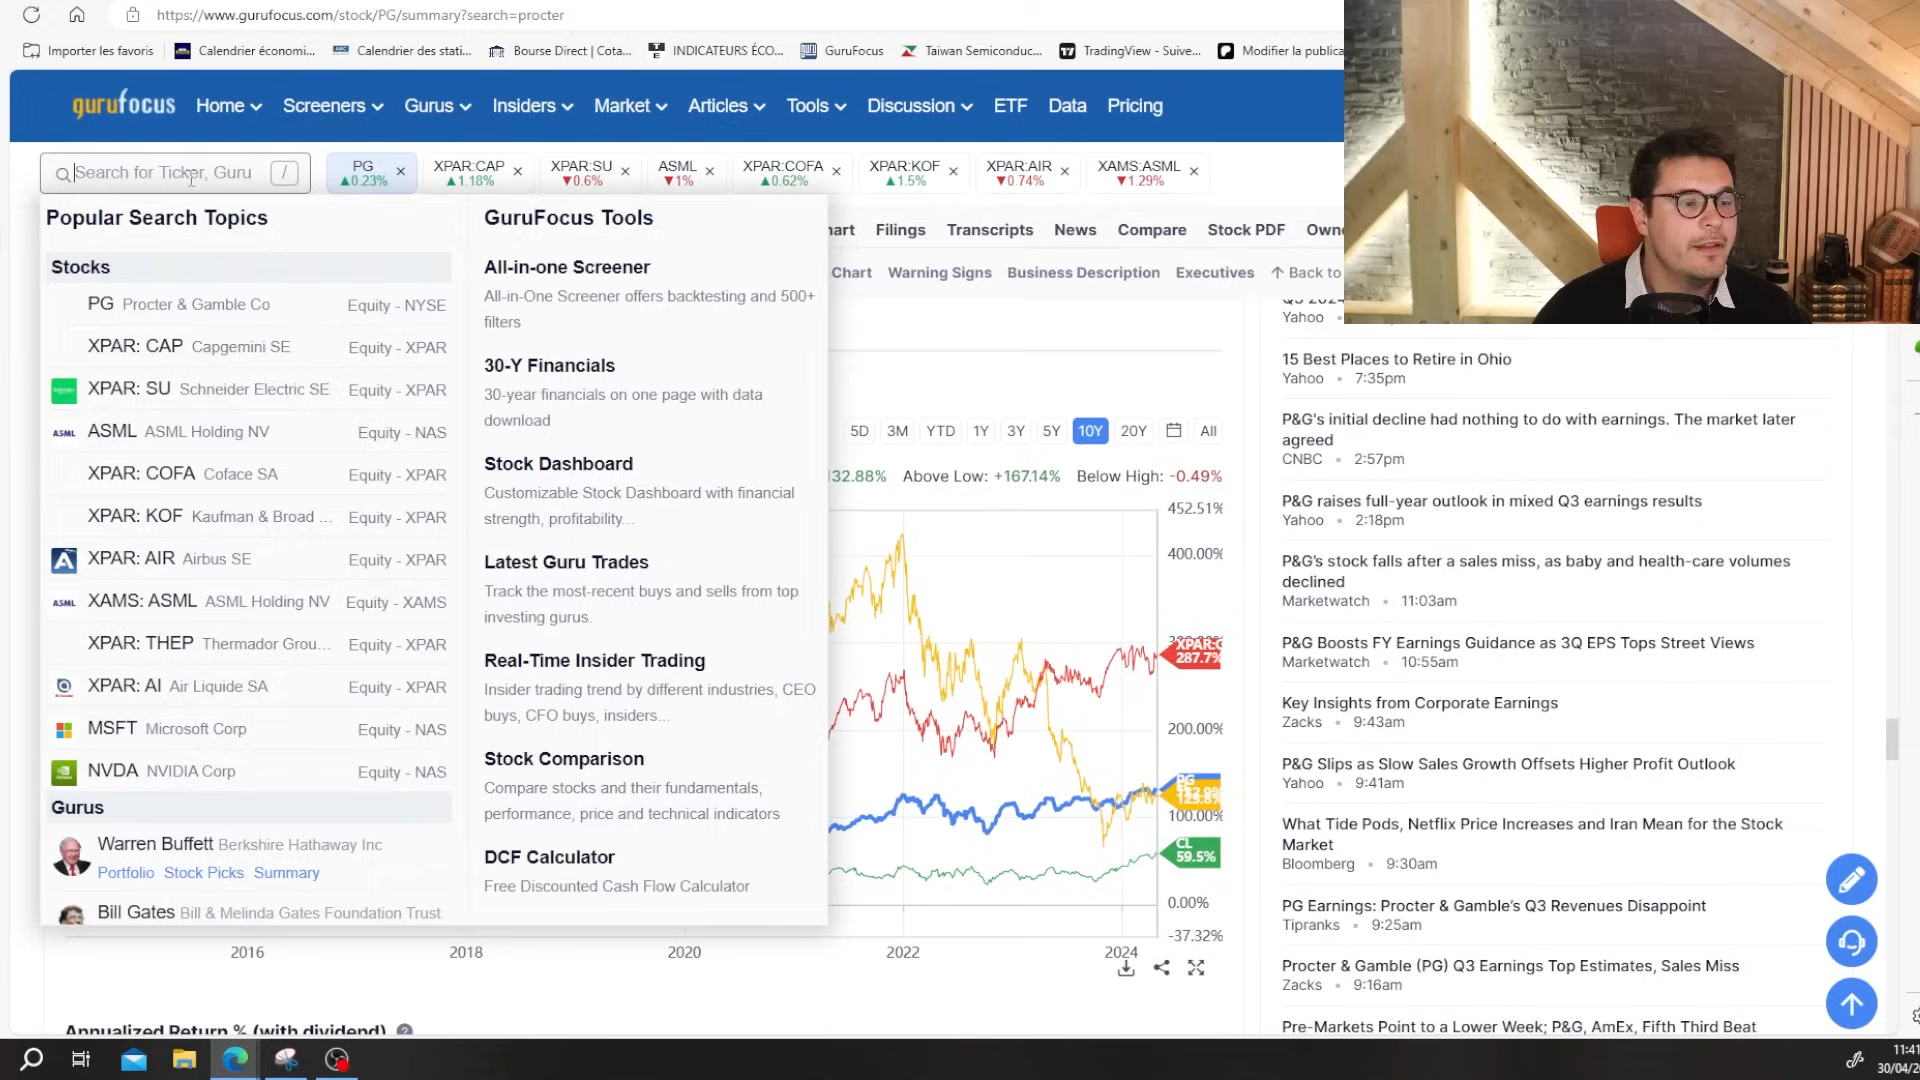 https://www.gurufocus.com/stock/PG/summary?search=procter
Importer les favoris
Calendrier économi...
Calendrier des stati...
Bourse Direct | Cota...
INDICATEURS ÉCO...
GuruFocus
Taiwan Semiconduc...
TradingView - Suive...
Modifier la publica
gurufocus
Home
Screeners
Gurus
Insiders
Market
Articles
Tools
Discussion
ETF
Data
Pricing
Search for Ticker, Guru
/
PG
▲0.23%
XPAR:CAP
▲1.18%
XPAR:SU
▼0.6%
ASML
▼1%
XPAR:COFA
▲0.62%
XPAR:KOF
▲1.5%
XPAR:AIR
▼0.74%
XAMS:ASML
▼1.29%
hart
Filings
Transcripts
News
Compare
Stock PDF
Owne
Chart
Warning Signs
Business Description
Executives
Back to
Popular Search Topics
Stocks
PG Procter & Gamble Co Equity - NYSE
XPAR: CAP Capgemini SE Equity - XPAR
XPAR: SU Schneider Electric SE Equity - XPAR
ASML ASML Holding NV Equity - NAS
XPAR: COFA Coface SA Equity - XPAR
XPAR: KOF Kaufman & Broad ... Equity - XPAR
XPAR: AIR Airbus SE Equity - XPAR
XAMS: ASML ASML Holding NV Equity - XAMS
XPAR: THEP Thermador Grou... Equity - XPAR
XPAR: AI Air Liquide SA Equity - XPAR
MSFT Microsoft Corp Equity - NAS
NVDA NVIDIA Corp Equity - NAS
Gurus
Warren Buffett Berkshire Hathaway Inc
Portfolio Stock Picks Summary
Bill Gates Bill & Melinda Gates Foundation Trust
GuruFocus Tools
All-in-one Screener
All-in-One Screener offers backtesting and 500+
filters
30-Y Financials
30-year financials on one page with data
download
Stock Dashboard
Customizable Stock Dashboard with financial
strength, profitability...
Latest Guru Trades
Track the most-recent buys and sells from top
investing gurus.
Real-Time Insider Trading
Insider trading trend by different industries, CEO
buys, CFO buys, insiders...
Stock Comparison
Compare stocks and their fundamentals,
performance, price and technical indicators
DCF Calculator
Free Discounted Cash Flow Calculator
5D 3M YTD 1Y 3Y 5Y 10Y 20Y All
32.88% Above Low: +167.14% Below High: -0.49%
452.51%
400.00%
XPAR:C
287.7%
200.00%
PG
100.00%
CL
59.5%
0.00%
-37.32%
2016 2018 2020 2022 2024
Annualized Return % (with dividend)
Yahoo
15 Best Places to Retire in Ohio
Yahoo • 7:35pm
P&G's initial decline had nothing to do with earnings. The market later
agreed
CNBC • 2:57pm
P&G raises full-year outlook in mixed Q3 earnings results
Yahoo • 2:18pm
P&G's stock falls after a sales miss, as baby and health-care volumes
declined
Marketwatch • 11:03am
P&G Boosts FY Earnings Guidance as 3Q EPS Tops Street Views
Marketwatch • 10:55am
Key Insights from Corporate Earnings
Zacks • 9:43am
P&G Slips as Slow Sales Growth Offsets Higher Profit Outlook
Yahoo • 9:41am
What Tide Pods, Netflix Price Increases and Iran Mean for the Stock
Market
Bloomberg • 9:30am
PG Earnings: Procter & Gamble's Q3 Revenues Disappoint
Tipranks • 9:25am
Procter & Gamble (PG) Q3 Earnings Top Estimates, Sales Miss
Zacks • 9:16am
Pre-Markets Point to a Lower Week; P&G, AmEx, Fifth Third Beat
11:41
30/04/20